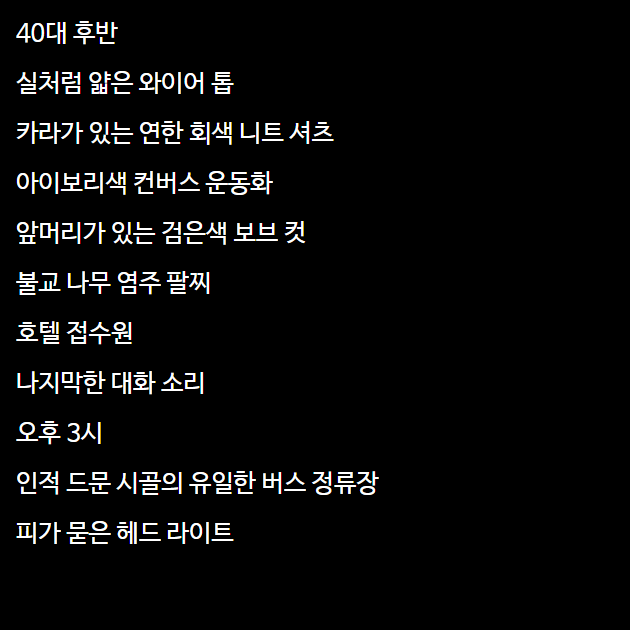 40대 후반
실처럼 얇은 와이어 톱
카라가 있는 연한 회색 니트 셔츠
아이보리색 컨버스 운동화
앞머리가 있는 검은색 보브 컷
불교 나무 염주 팔찌
호텔 접수원
나지막한 대화 소리
오후 3시
인적 드문 시골의 유일한 버스 정류장
피가 묻은 헤드 라이트